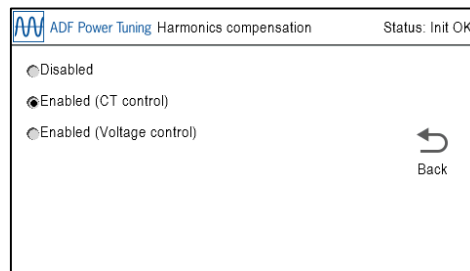 ADF Power Tuning Harmonics compensation Status: Init OK
Disabled
Enabled (CT control)
Enabled (Voltage control)
Back